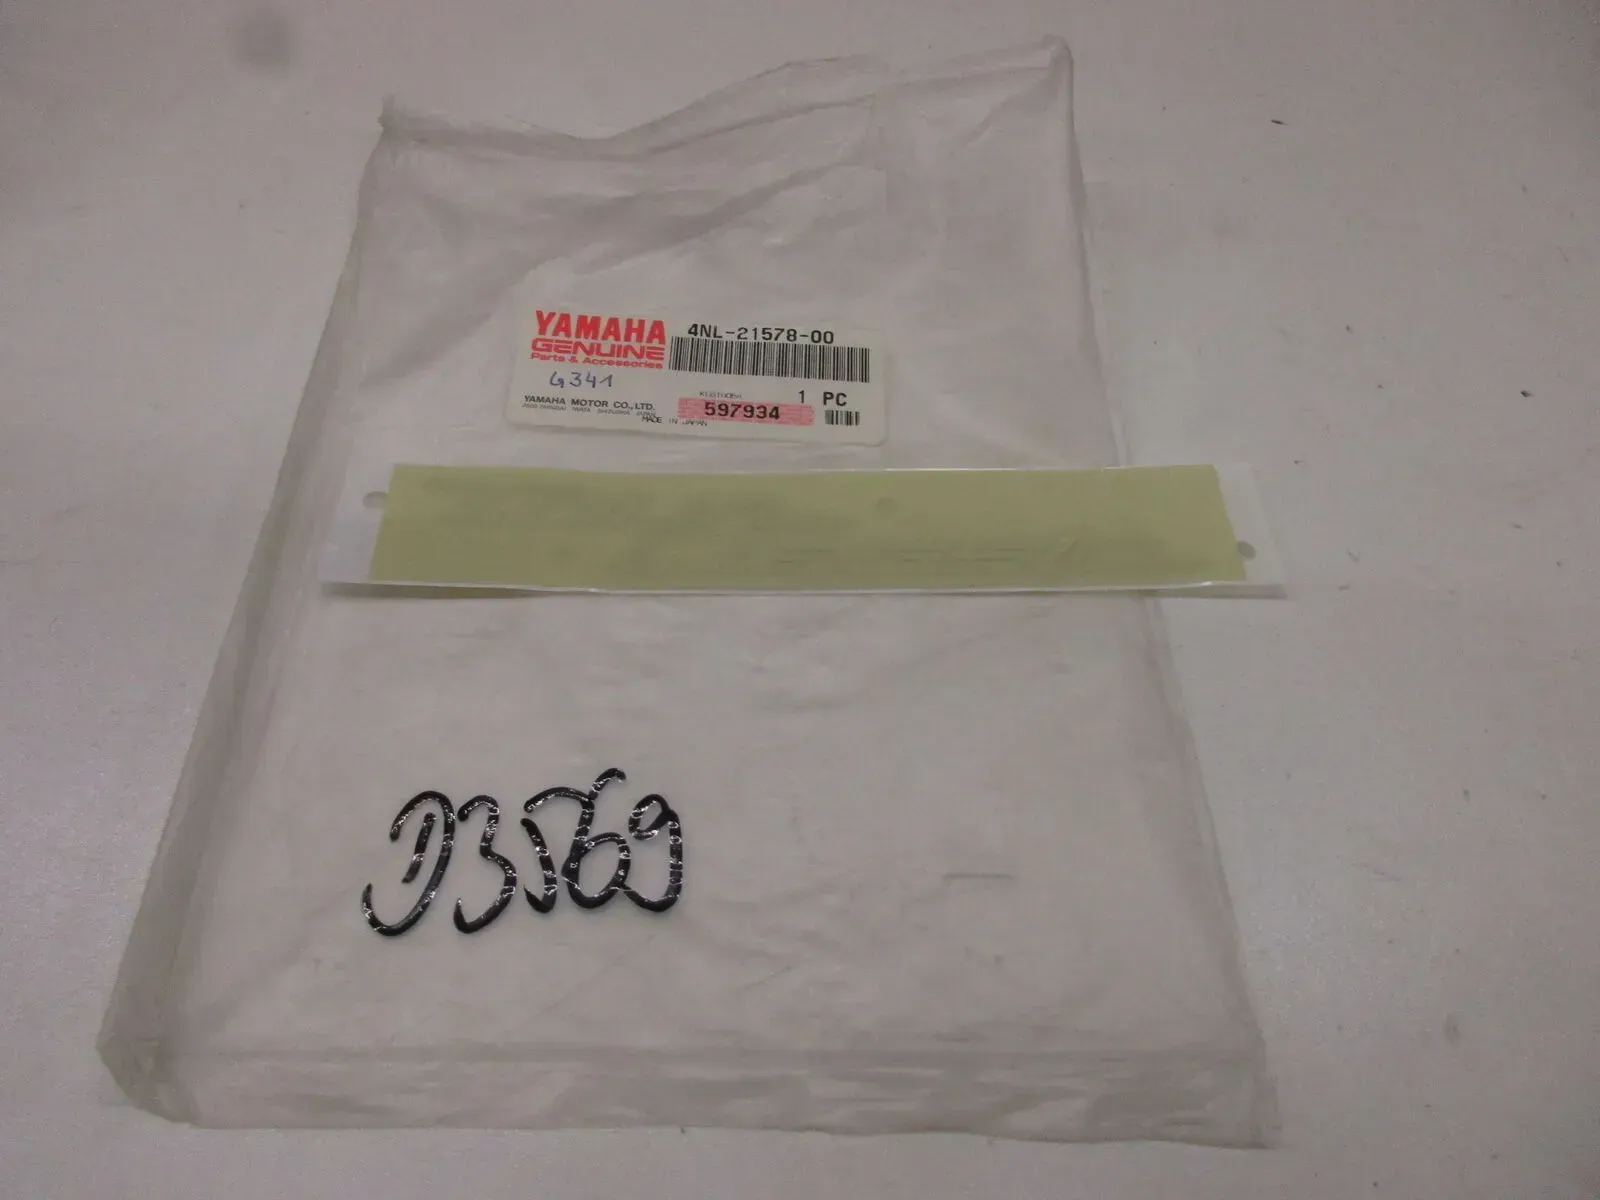 YAMAHA
GENUINE
Parts & Accessories
4NL-21578-00
G341
1 PC
YAMAHA MOTOR CO., LTD.
597934
MADE IN JAPAN
D3569